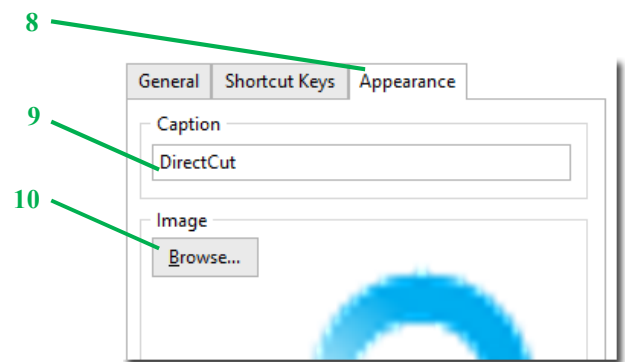 8
General Shortcut Keys Appearance
9
Caption
DirectCut
10
Image
Browse...